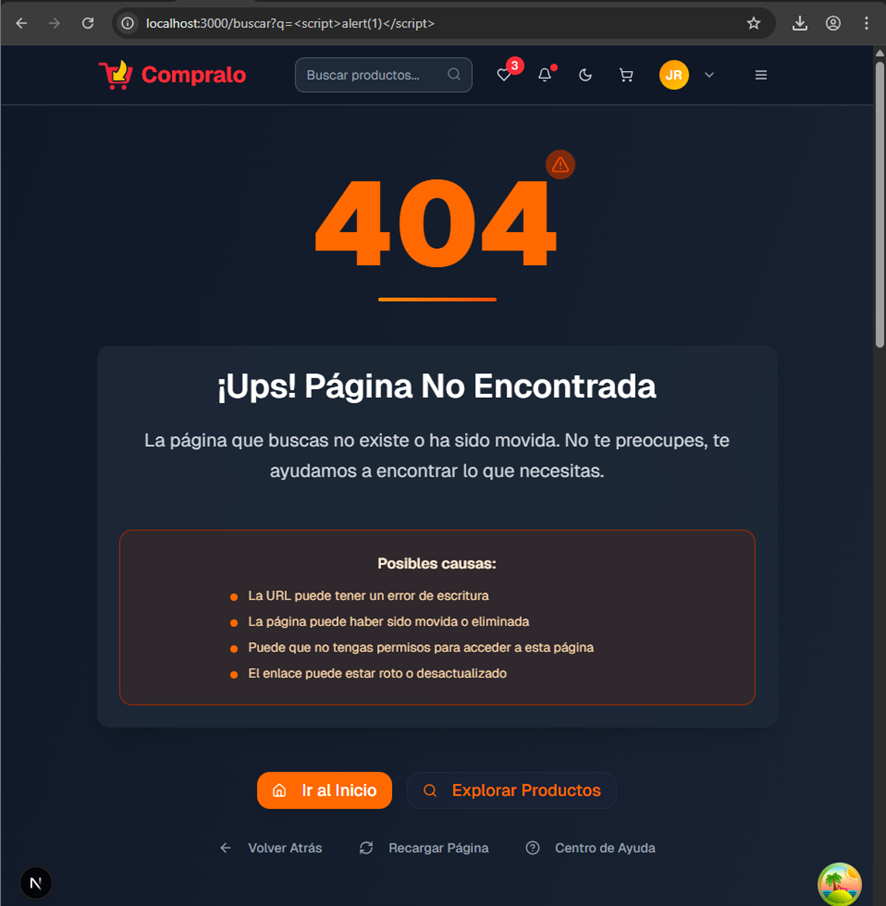 localhost:3000/buscar?q=<script>alert(1)</script>
Compralo
Buscar productos...
3
JR
404
¡Ups! Página No Encontrada
La página que buscas no existe o ha sido movida. No te preocupes, te
ayudamos a encontrar lo que necesitas.
Posibles causas:
La URL puede tener un error de escritura
La página puede haber sido movida o eliminada
Puede que no tengas permisos para acceder a esta página
El enlace puede estar roto o desactualizado
Ir al Inicio
Explorar Productos
Volver Atrás
Recargar Página
Centro de Ayuda
N